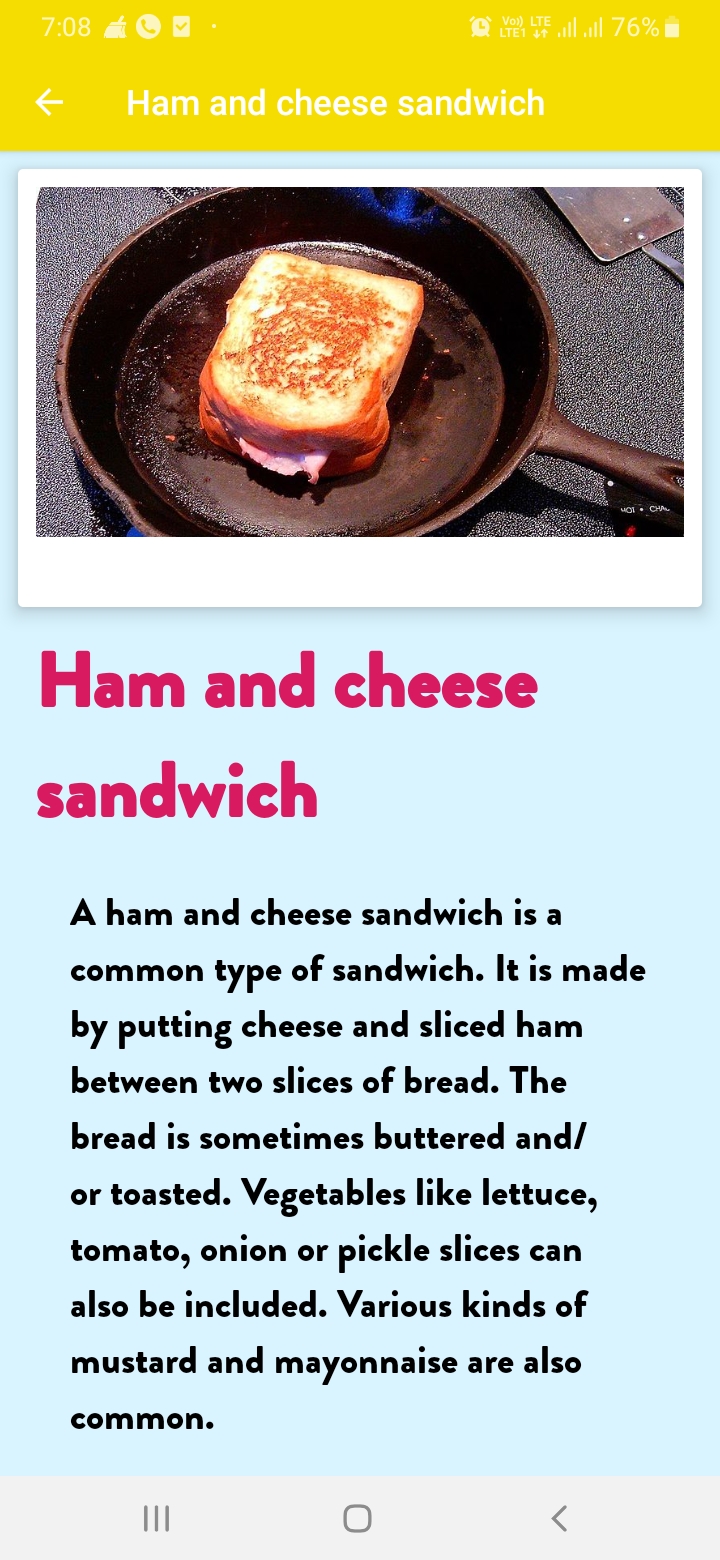 7:08
Vo) LTE
LTE1
76%
Ham and cheese sandwich
HOT • CHAL
Ham and cheese
sandwich
A ham and cheese sandwich is a
common type of sandwich. It is made
by putting cheese and sliced ham
between two slices of bread. The
bread is sometimes buttered and/
or toasted. Vegetables like lettuce,
tomato, onion or pickle slices can
also be included. Various kinds of
mustard and mayonnaise are also
common.